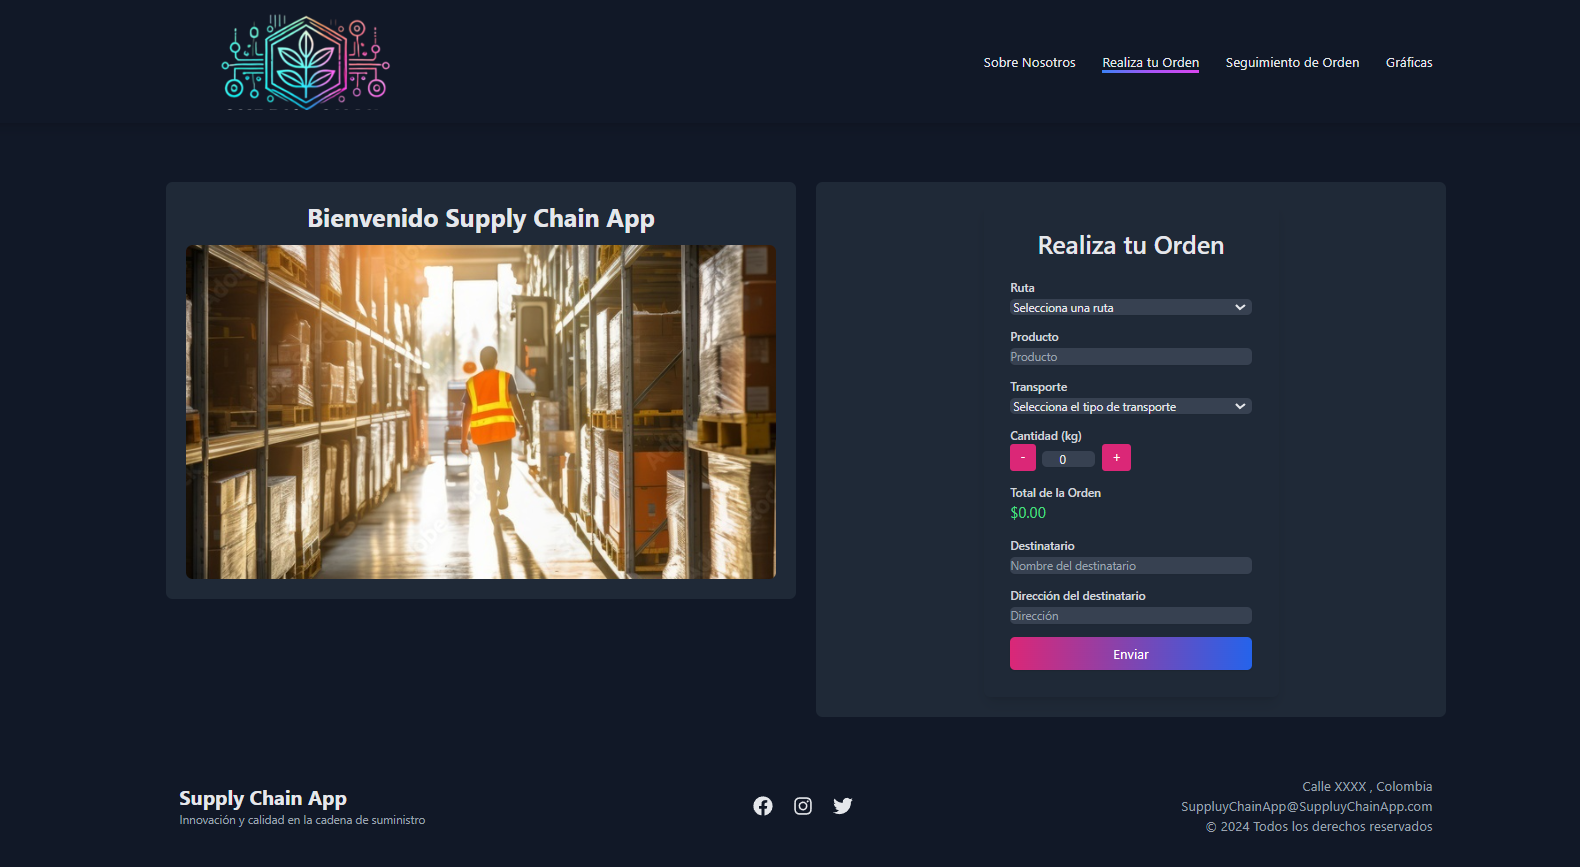 Sobre Nosotros
Realiza tu Orden
Seguimiento de Orden
Gráficas
Bienvenido Supply Chain App
Realiza tu Orden
Ruta
Selecciona una ruta
Producto
Producto
Transporte
Selecciona el tipo de transporte
Cantidad (kg)
- 0 +
Total de la Orden
$0.00
Destinatario
Nombre del destinatario
Dirección del destinatario
Dirección
Enviar
Supply Chain App
Innovación y calidad en la cadena de suministro
Calle XXXX , Colombia
SuppluyChainApp@SuppluyChainApp.com
© 2024 Todos los derechos reservados